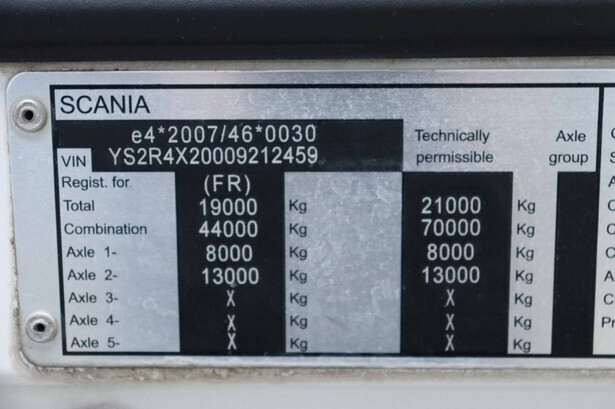 SCANIA
e4*2007/46*0030 Technically Axle
VIN YS2R4X20009212459 permissible group
Regist. for (FR)
Total 19000 Kg 21000 Kg
Combination 44000 Kg 70000 Kg
Axle 1- 8000 Kg 8000 Kg
Axle 2- 13000 Kg 13000 Kg
Axle 3- X Kg X Kg
Axle 4- X Kg X Kg
Axle 5- X Kg X Kg